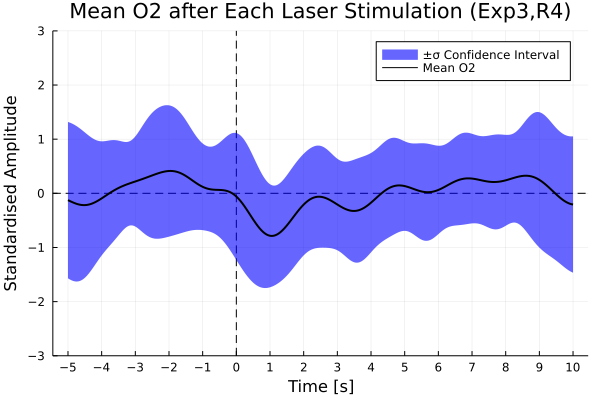 Mean O2 after Each Laser Stimulation (Exp3,R4)
±σ Confidence Interval
Mean O2
Standardised Amplitude
3
2
1
0
−1
−2
−3
−5 −4 −3 −2 −1 0 1 2 3 4 5 6 7 8 9 10
Time [s]